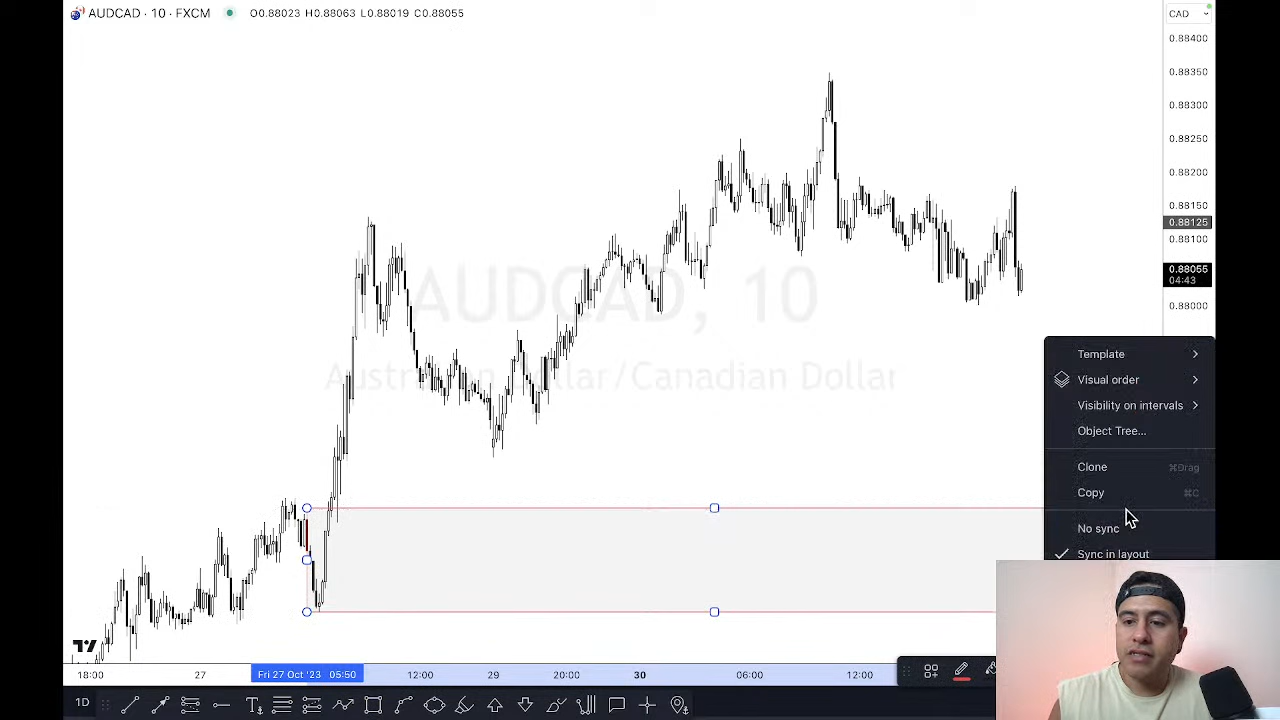 AUDCAD · 10 · FXCM O0.88023 H0.88063 L0.88019 C0.88055
CAD
0.88400
0.88350
0.88300
0.88250
0.88200
0.88150
0.88125
0.88100
0.88055
04:43
0.88000
AUDCAD, 10
Australian Dollar/Canadian Dollar
Template
Visual order
Visibility on intervals
Object Tree...
Clone ⌘Drag
Copy ⌘C
No sync
Sync in layout
18:00 27 Fri 27 Oct '23 05:50 12:00 29 20:00 30 06:00 12:00
1D